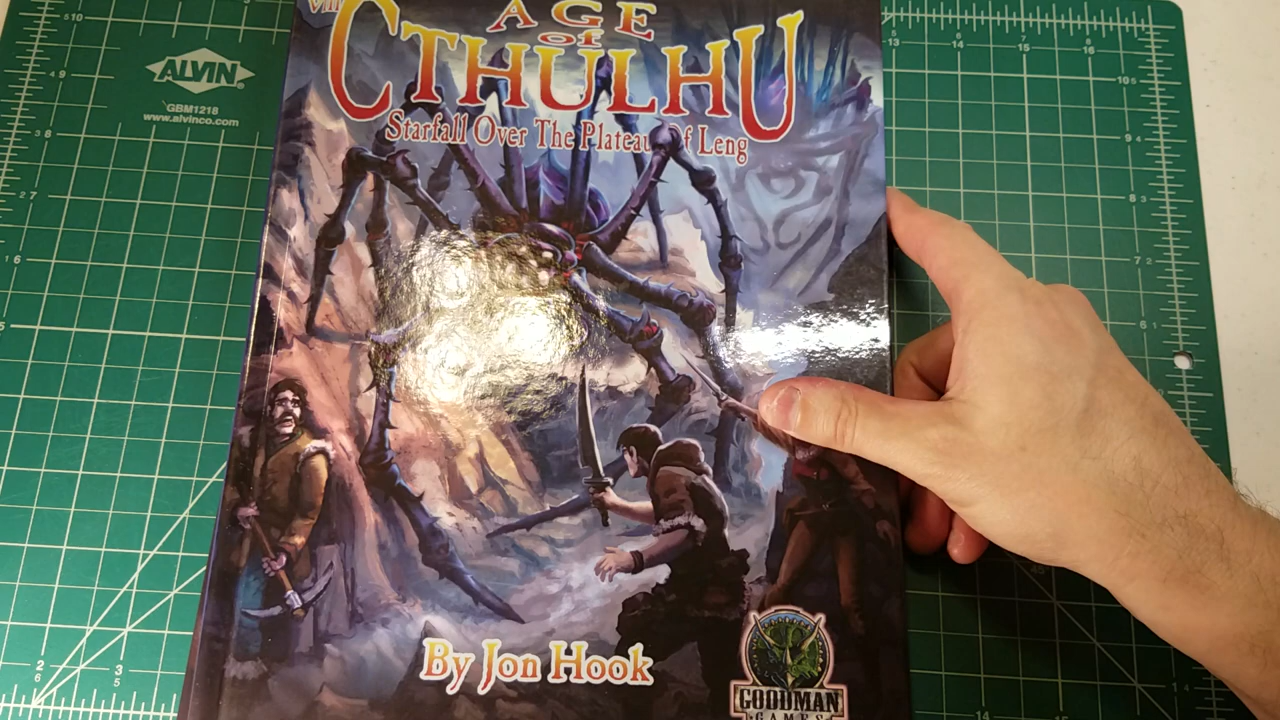 VIII
AGE
of
CTHULHU
Starfall Over The Plateau Of Leng
By Jon Hook
GOODMAN
GAMES
ALVIN®
GBM1218
www.alvinco.com